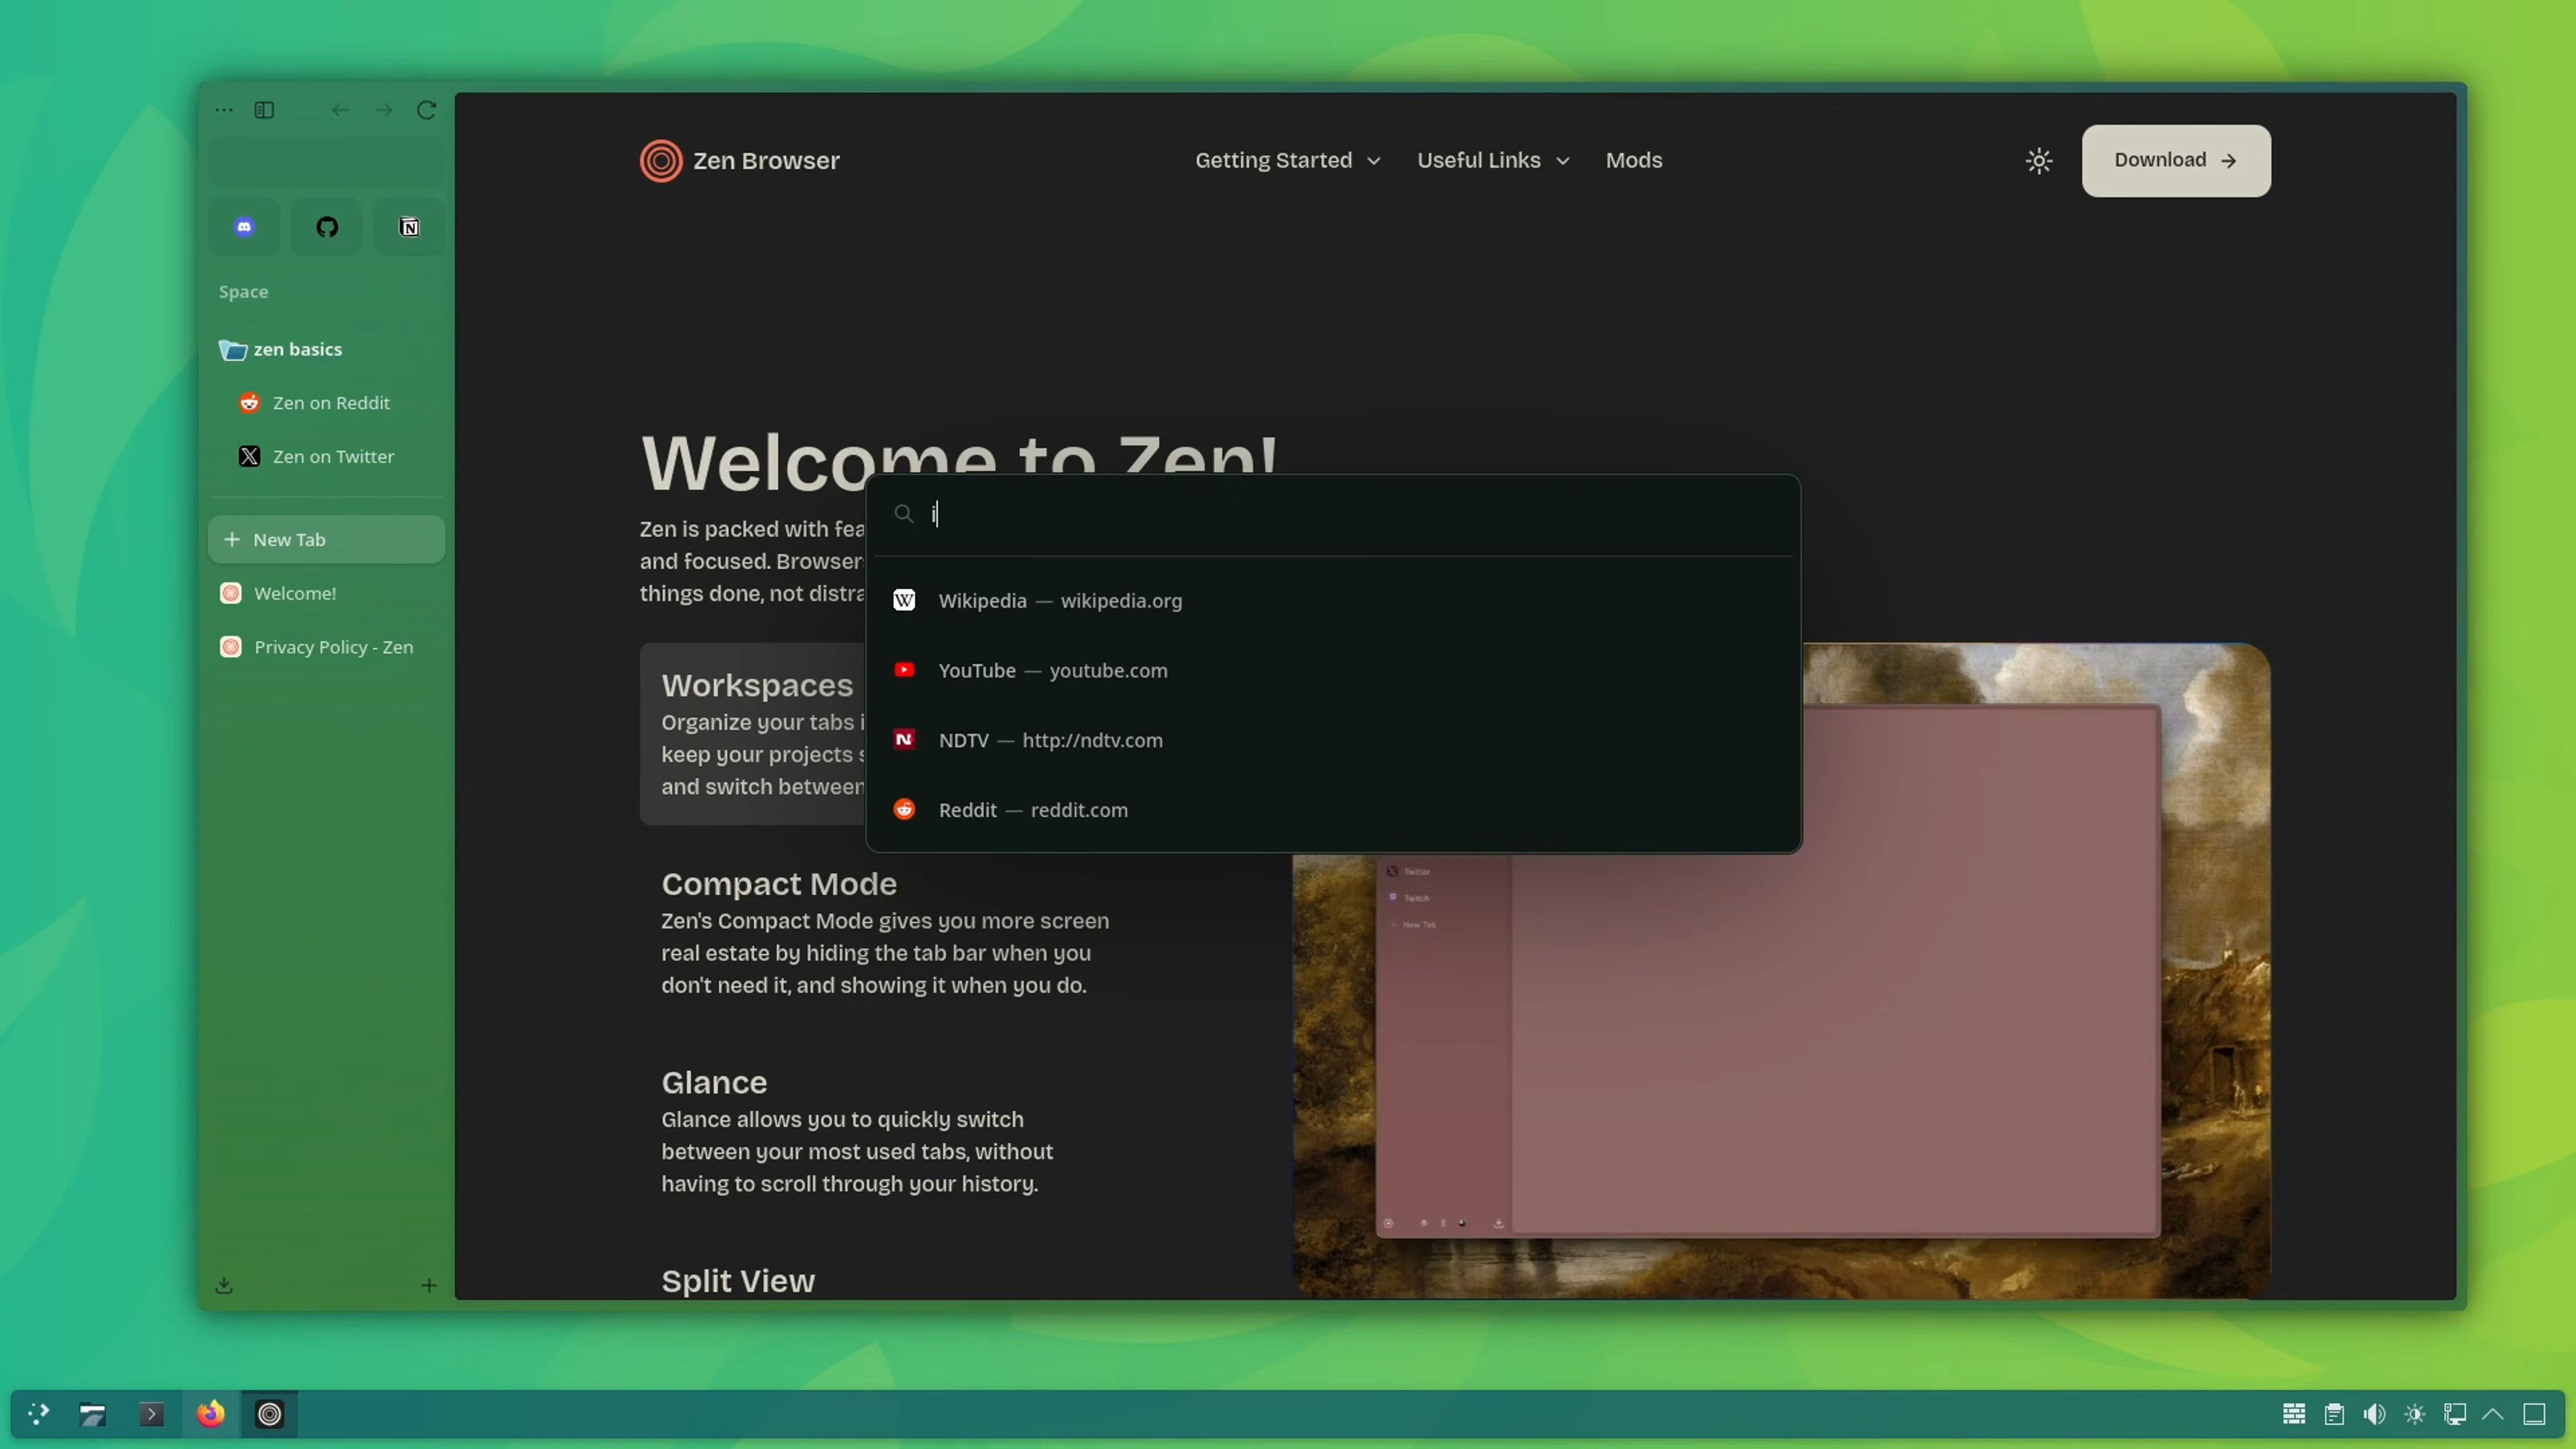 Zen Browser
Getting Started
Useful Links
Mods
Download →
Space
zen basics
Zen on Reddit
Zen on Twitter
New Tab
Welcome!
Privacy Policy - Zen
Welcome to Zen!
Zen is packed with fea
and focused. Browser
things done, not distra
i
Wikipedia — wikipedia.org
YouTube — youtube.com
NDTV — http://ndtv.com
Reddit — reddit.com
Workspaces
Organize your tabs i
keep your projects s
and switch between
Compact Mode
Zen's Compact Mode gives you more screen
real estate by hiding the tab bar when you
don't need it, and showing it when you do.
Glance
Glance allows you to quickly switch
between your most used tabs, without
having to scroll through your history.
Split View
Twitter
Twitch
New Tab